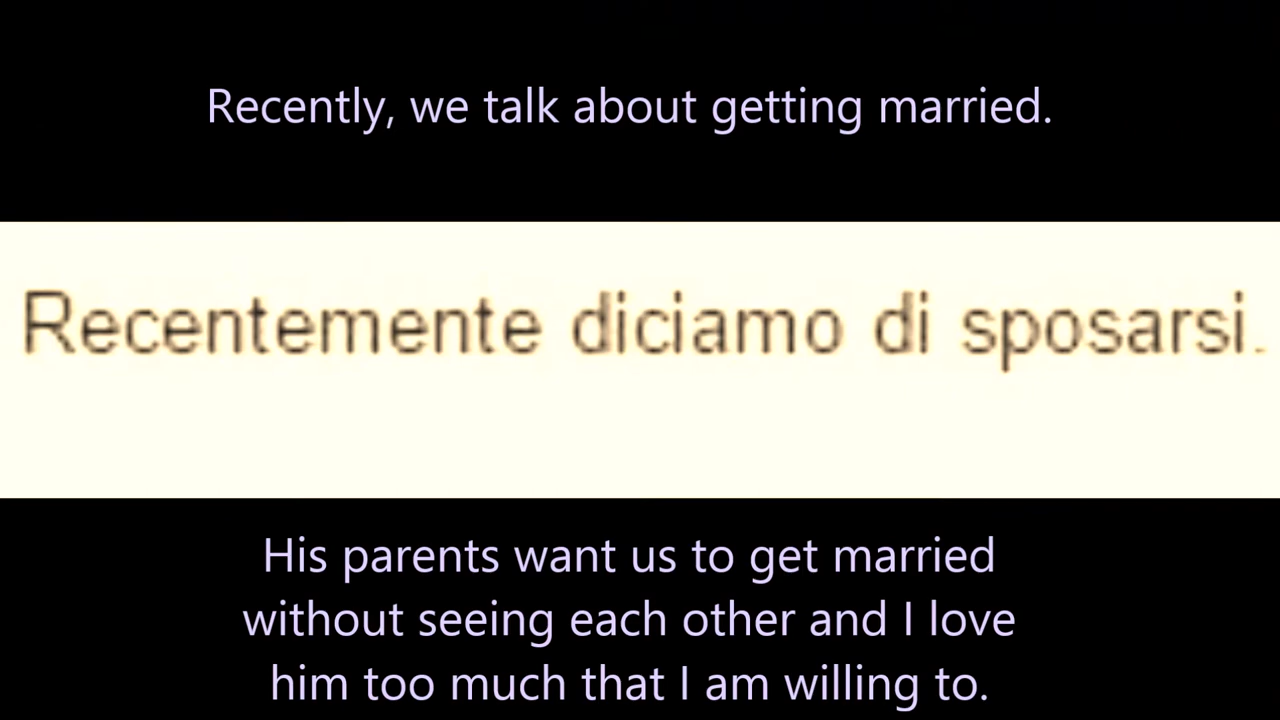 Recently, we talk about getting married.
Recentemente diciamo di sposarsi.
His parents want us to get married
without seeing each other and I love
him too much that I am willing to.